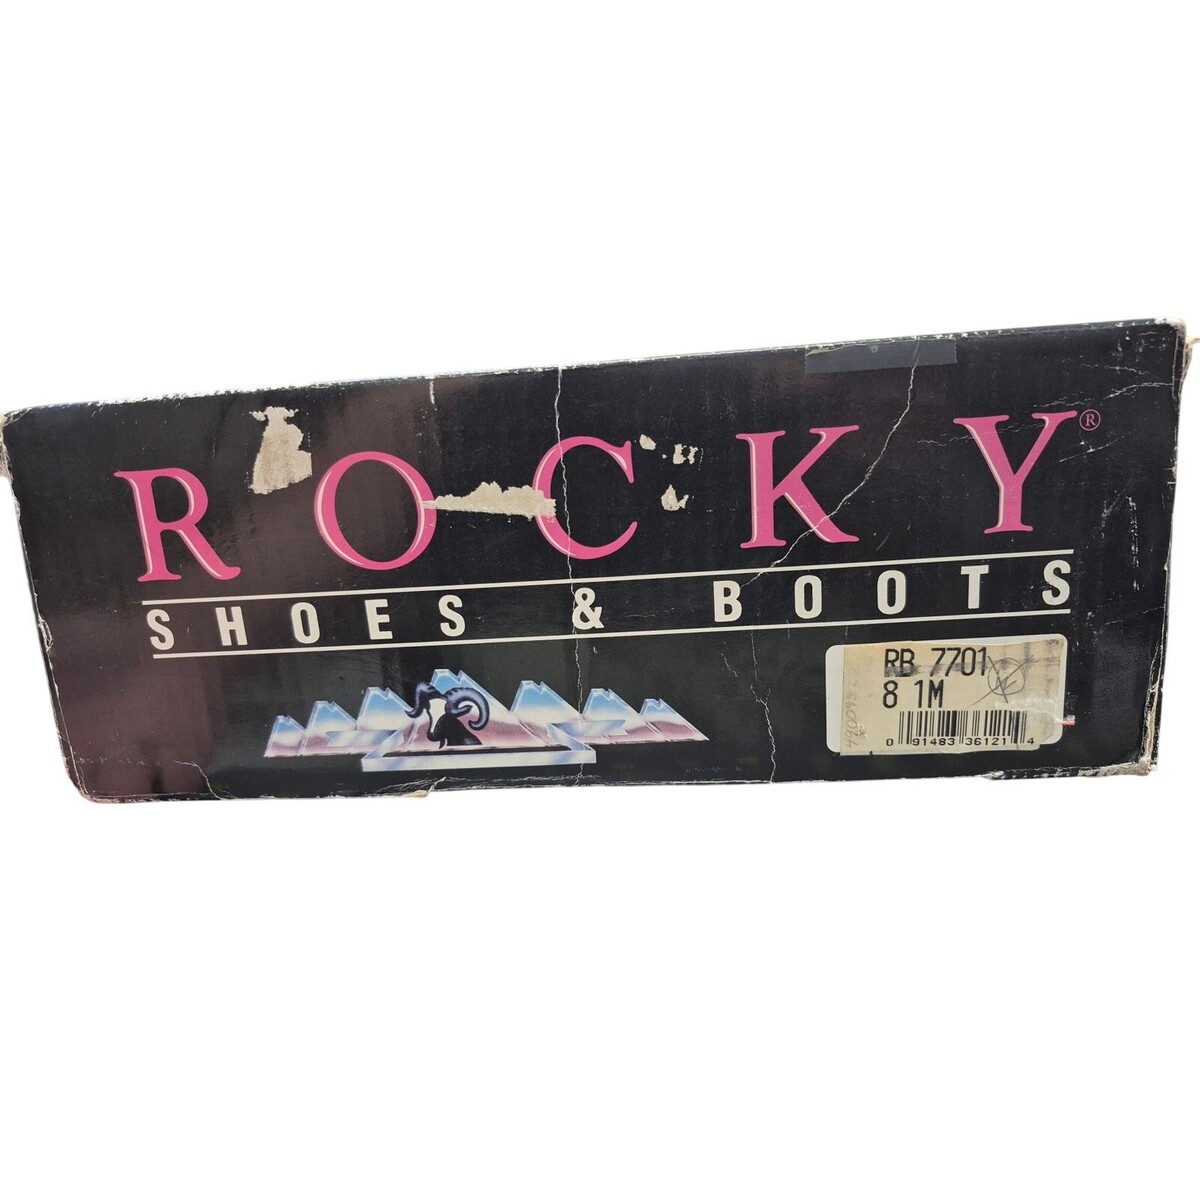 ROCKY®
SHOES & BOOTS
RB 7701
8 1M
0 91483 36121 4